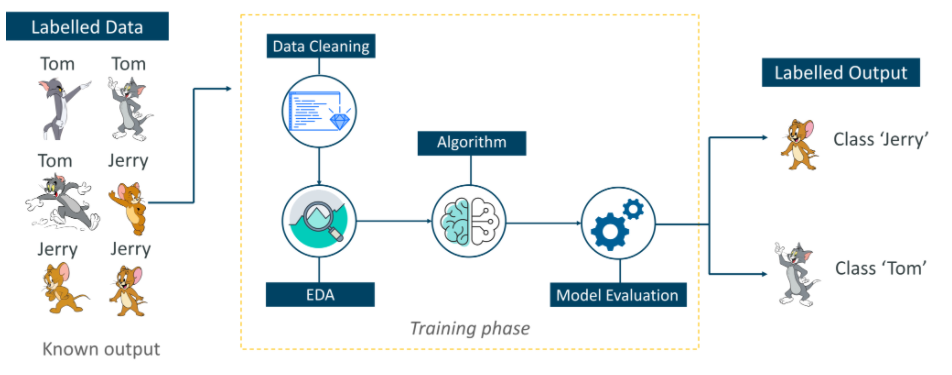 Labelled Data
Tom Tom
Tom Jerry
Jerry Jerry
Known output
Data Cleaning
EDA
Algorithm
Model Evaluation
Training phase
Labelled Output
Class ‘Jerry’
Class ‘Tom’